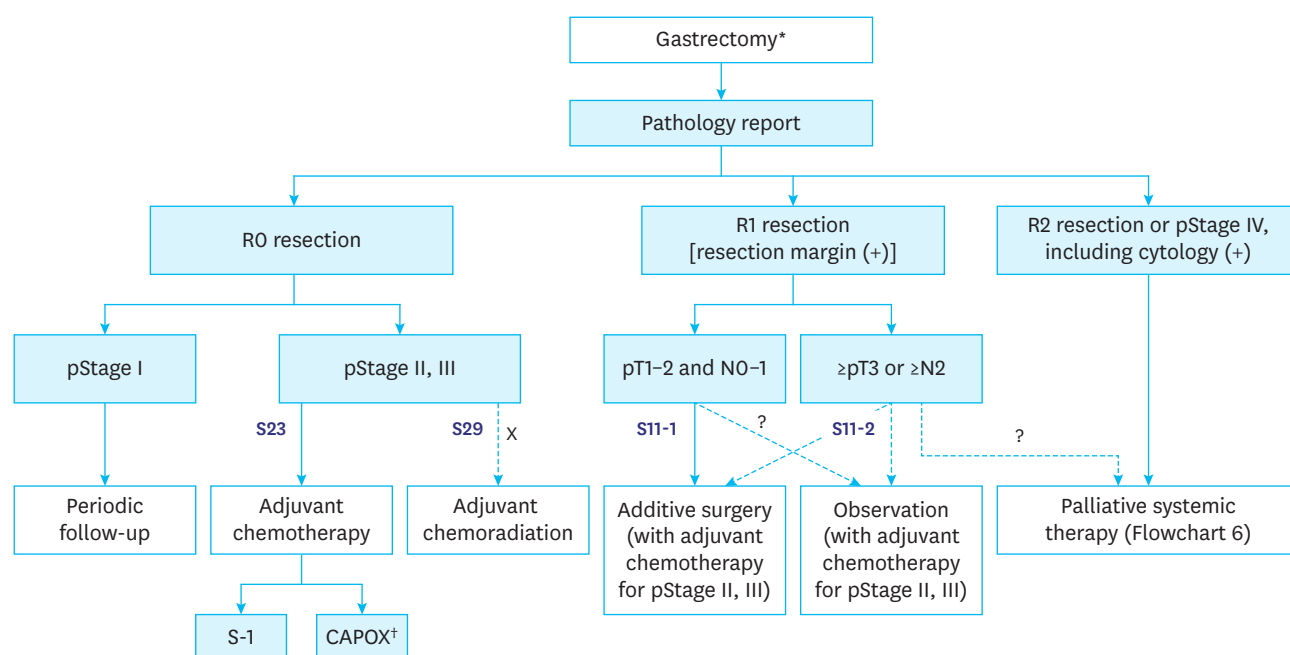 Gastrectomy*
Pathology report
R0 resection
R1 resection
[resection margin (+)]
R2 resection or pStage IV,
including cytology (+)
pStage I
pStage II, III
pT1–2 and N0–1
≥pT3 or ≥N2
S23
S29
X
S11-1
?
S11-2
?
Periodic
follow-up
Adjuvant
chemotherapy
Adjuvant
chemoradiation
Additive surgery
(with adjuvant
chemotherapy
for pStage II, III)
Observation
(with adjuvant
chemotherapy
for pStage II, III)
Palliative systemic
therapy (Flowchart 6)
S-1
CAPOX†